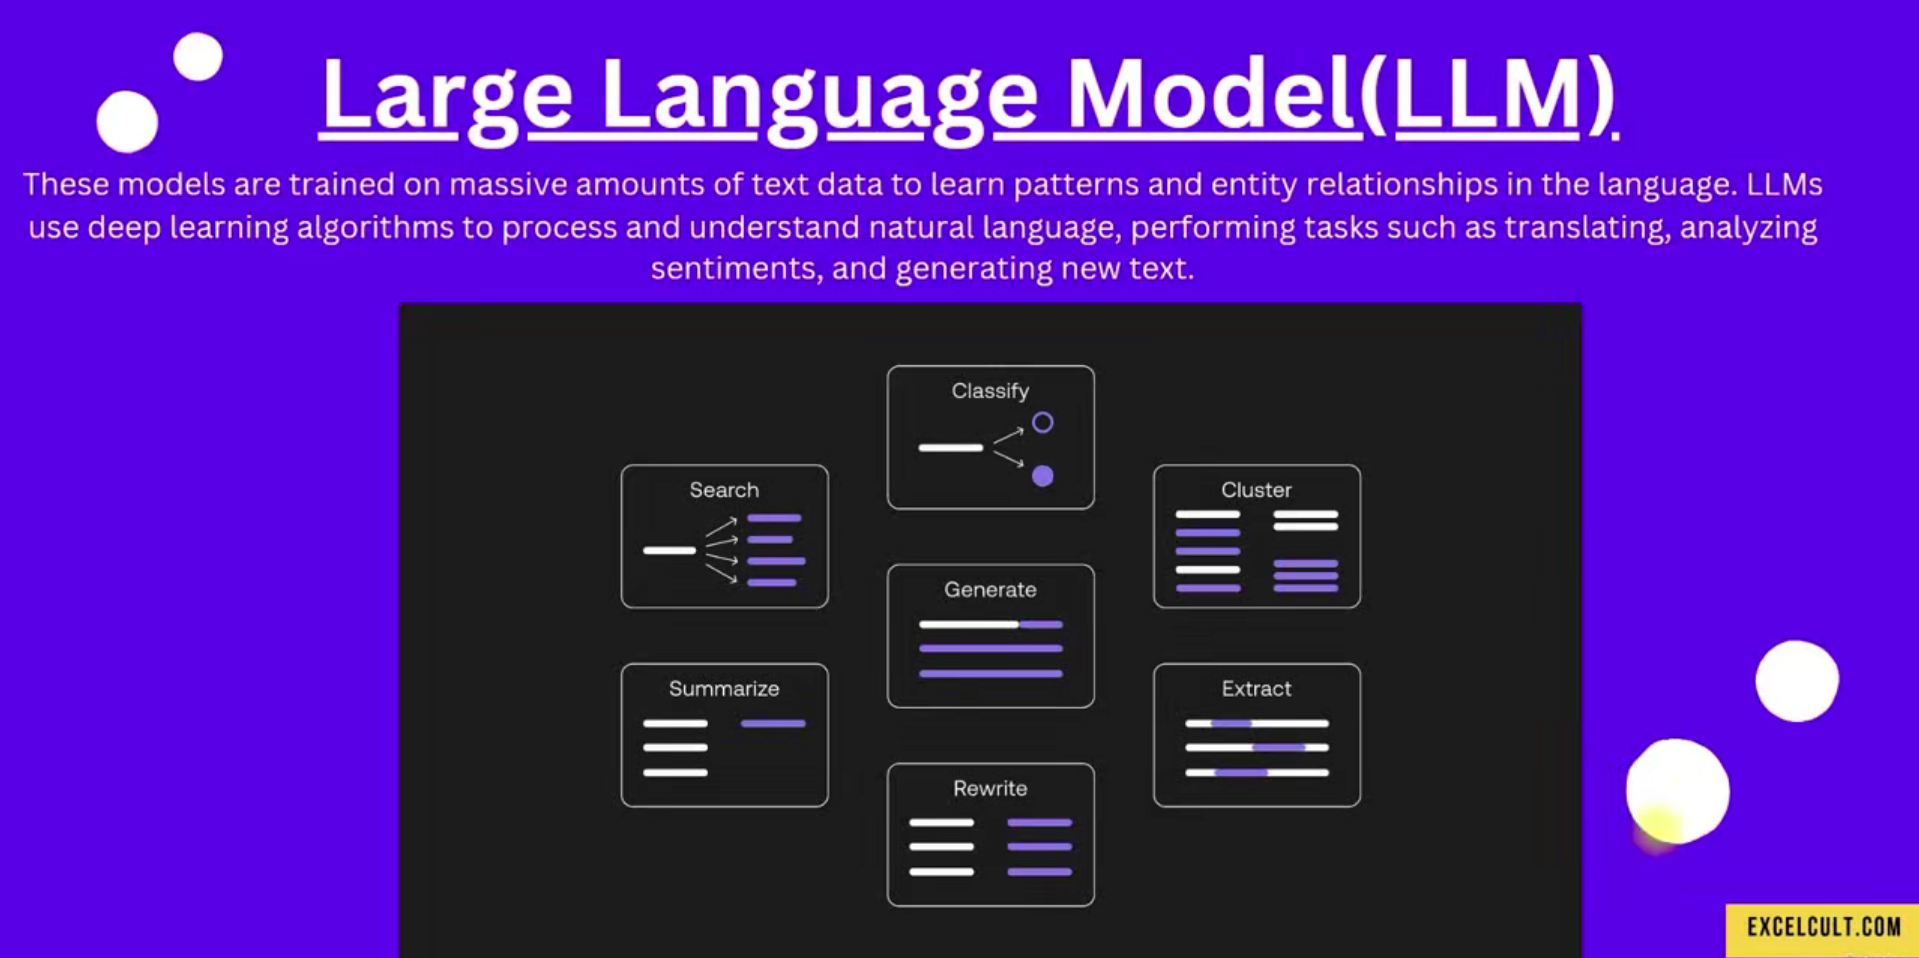 Large Language Model(LLM).
These models are trained on massive amounts of text data to learn patterns and entity relationships in the language. LLMs
use deep learning algorithms to process and understand natural language, performing tasks such as translating, analyzing
sentiments, and generating new text.
Classify
Search
Cluster
Generate
Summarize
Extract
Rewrite
EXCELCULT.COM